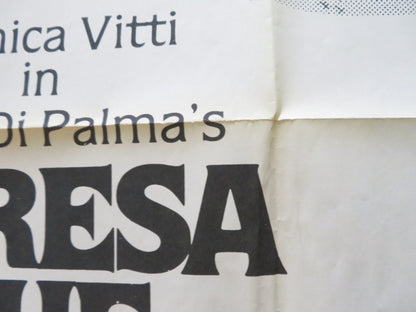 nica Vitti
in
Di Palma's
RESA